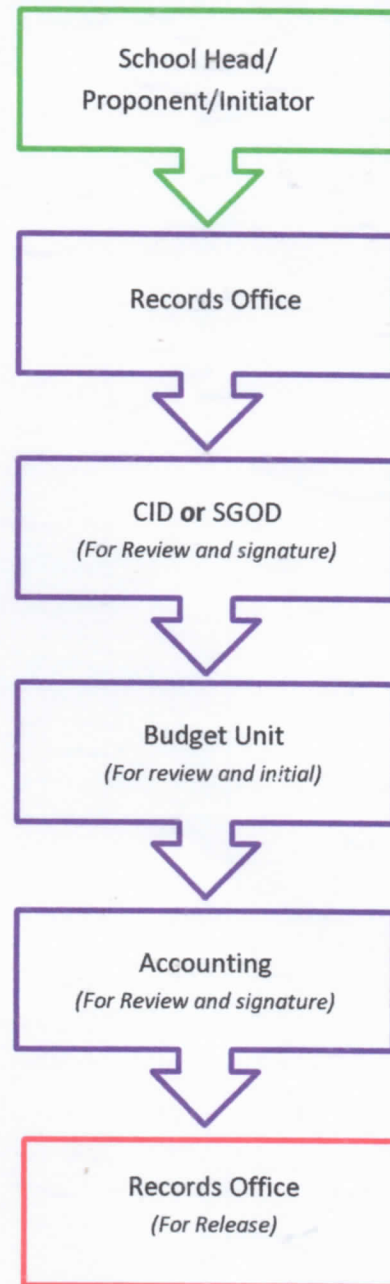 School Head/
Proponent/Initiator
Records Office
CID or SGOD
(For Review and signature)
Budget Unit
(For review and initial)
Accounting
(For Review and signature)
Records Office
(For Release)